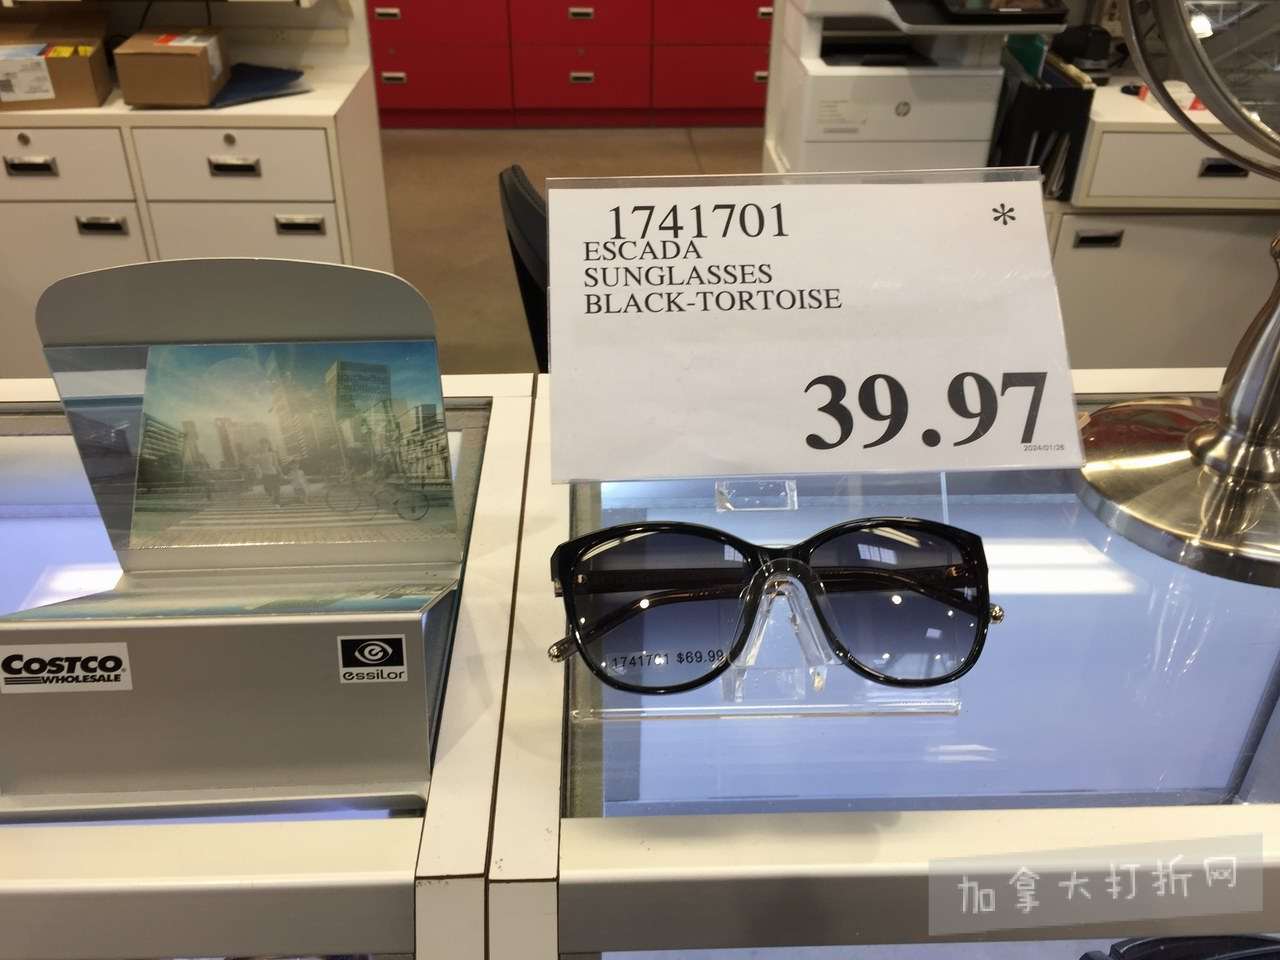 1741701 *
ESCADA
SUNGLASSES
BLACK-TORTOISE
39.97
2024/01/26
1741701 $69.99
COSTCO
WHOLESALE
essilor
hp
加拿大打折网